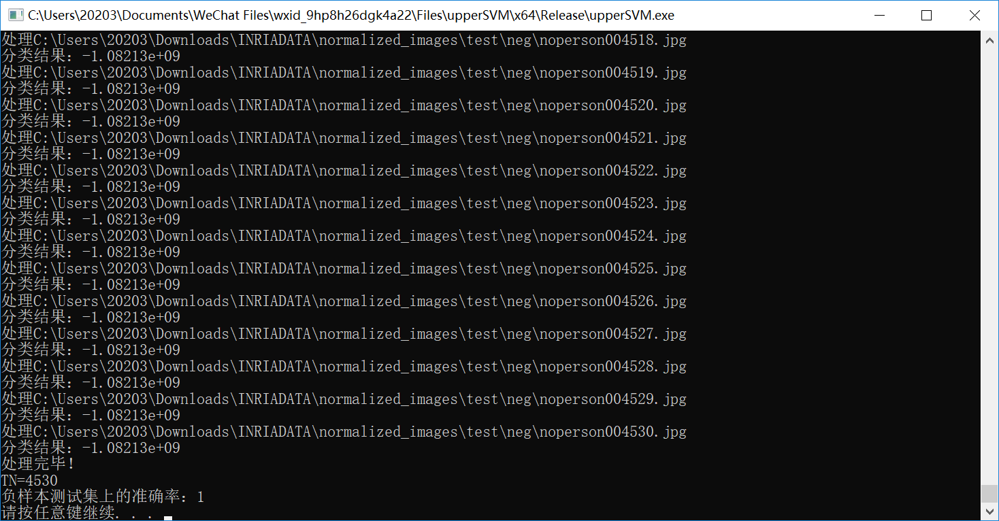 C:\Users\20203\Documents\WeChat Files\wxid_9hp8h26dgk4a22\Files\upperSVM\x64\Release\upperSVM.exe
处理C:\Users\20203\Downloads\INRIADATA\normalized_images\test\neg\noperson004518.jpg
分类结果：-1.08213e+09
处理C:\Users\20203\Downloads\INRIADATA\normalized_images\test\neg\noperson004519.jpg
分类结果：-1.08213e+09
处理C:\Users\20203\Downloads\INRIADATA\normalized_images\test\neg\noperson004520.jpg
分类结果：-1.08213e+09
处理C:\Users\20203\Downloads\INRIADATA\normalized_images\test\neg\noperson004521.jpg
分类结果：-1.08213e+09
处理C:\Users\20203\Downloads\INRIADATA\normalized_images\test\neg\noperson004522.jpg
分类结果：-1.08213e+09
处理C:\Users\20203\Downloads\INRIADATA\normalized_images\test\neg\noperson004523.jpg
分类结果：-1.08213e+09
处理C:\Users\20203\Downloads\INRIADATA\normalized_images\test\neg\noperson004524.jpg
分类结果：-1.08213e+09
处理C:\Users\20203\Downloads\INRIADATA\normalized_images\test\neg\noperson004525.jpg
分类结果：-1.08213e+09
处理C:\Users\20203\Downloads\INRIADATA\normalized_images\test\neg\noperson004526.jpg
分类结果：-1.08213e+09
处理C:\Users\20203\Downloads\INRIADATA\normalized_images\test\neg\noperson004527.jpg
分类结果：-1.08213e+09
处理C:\Users\20203\Downloads\INRIADATA\normalized_images\test\neg\noperson004528.jpg
分类结果：-1.08213e+09
处理C:\Users\20203\Downloads\INRIADATA\normalized_images\test\neg\noperson004529.jpg
分类结果：-1.08213e+09
处理C:\Users\20203\Downloads\INRIADATA\normalized_images\test\neg\noperson004530.jpg
分类结果：-1.08213e+09
处理完毕！
TN=4530
负样本测试集上的准确率：1
请按任意键继续. . .